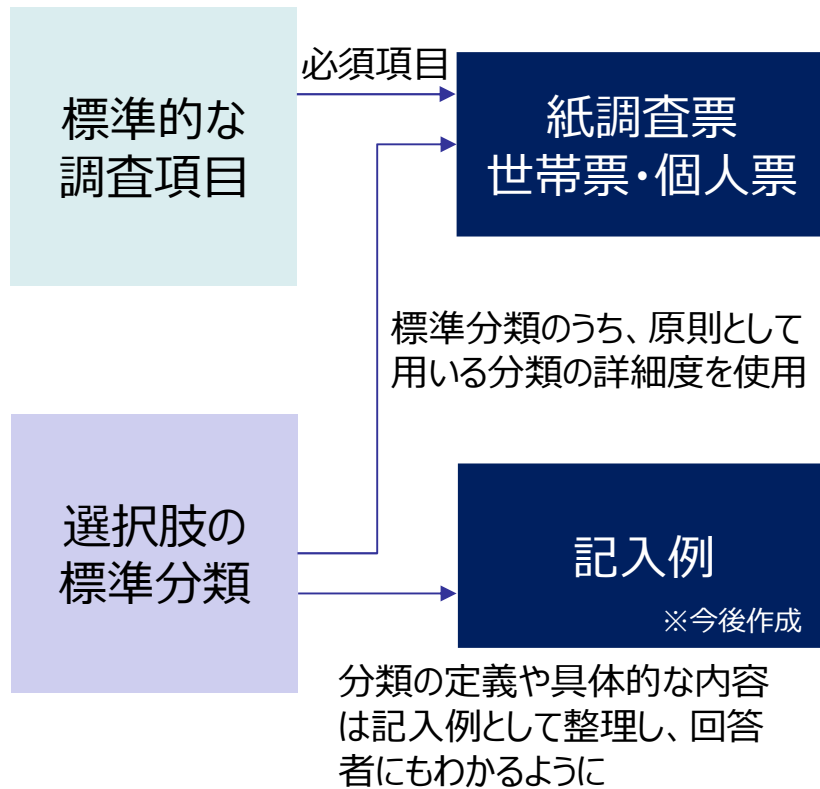 標準的な
調査項目
必須項目
紙調査票
世帯票・個人票
標準分類のうち、原則として
用いる分類の詳細度を使用
選択肢の
標準分類
記入例
※今後作成
分類の定義や具体的な内容
は記入例として整理し、回答
者にもわかるように